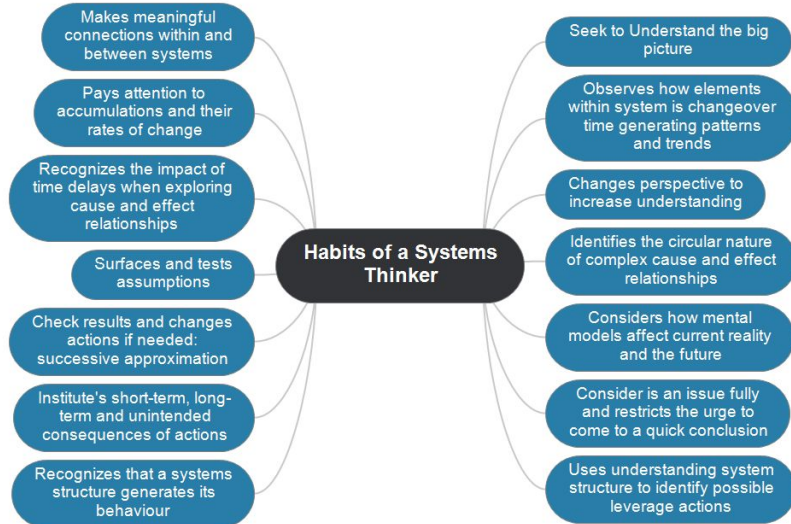 Makes meaningful
connections within and
between systems
Pays attention to
accumulations and their
rates of change
Recognizes the impact of
time delays when exploring
cause and effect
relationships
Surfaces and tests
assumptions
Check results and changes
actions if needed:
successive approximation
Institute's short-term, long-
term and unintended
consequences of actions
Recognizes that a systems
structure generates its
behaviour
Habits of a Systems
Thinker
Seek to Understand the big
picture
Observes how elements
within system is changeover
time generating patterns
and trends
Changes perspective to
increase understanding
Identifies the circular nature
of complex cause and effect
relationships
Considers how mental
models affect current reality
and the future
Consider is an issue fully
and restricts the urge to
come to a quick conclusion
Uses understanding system
structure to identify possible
leverage actions